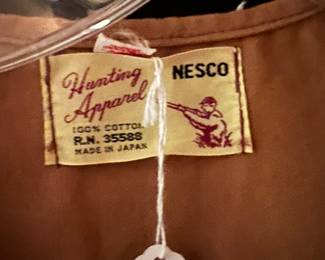 Hunting
Apparel
NESCO
100% COTTON
R.N. 35588
MADE IN JAPAN